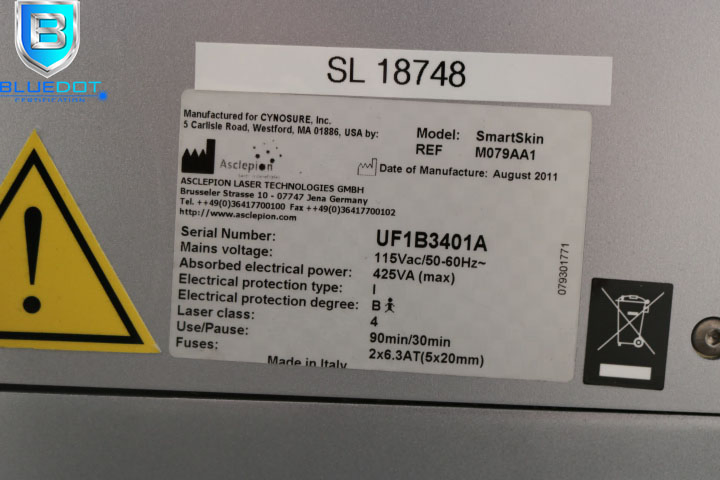 BLUEDOT
CERTIFICATION
SL 18748
Manufactured for CYNOSURE, Inc.
5 Carlisle Road, Westford, MA 01886, USA by:
Model: SmartSkin
REF M079AA1
Asclepion
Date of Manufacture: August 2011
ASCLEPION LASER TECHNOLOGIES GMBH
Brusseler Strasse 10 - 07747 Jena Germany
Tel. ++49(0)36417700100 Fax ++49(0)36417700102
http://www.asclepion.com
Serial Number: UF1B3401A
Mains voltage: 115Vac/50-60Hz~
Absorbed electrical power: 425VA (max)
Electrical protection type: I
Electrical protection degree: B
Laser class: 4
Use/Pause: 90min/30min
Fuses: 2x6.3AT(5x20mm)
Made in Italy
079301771